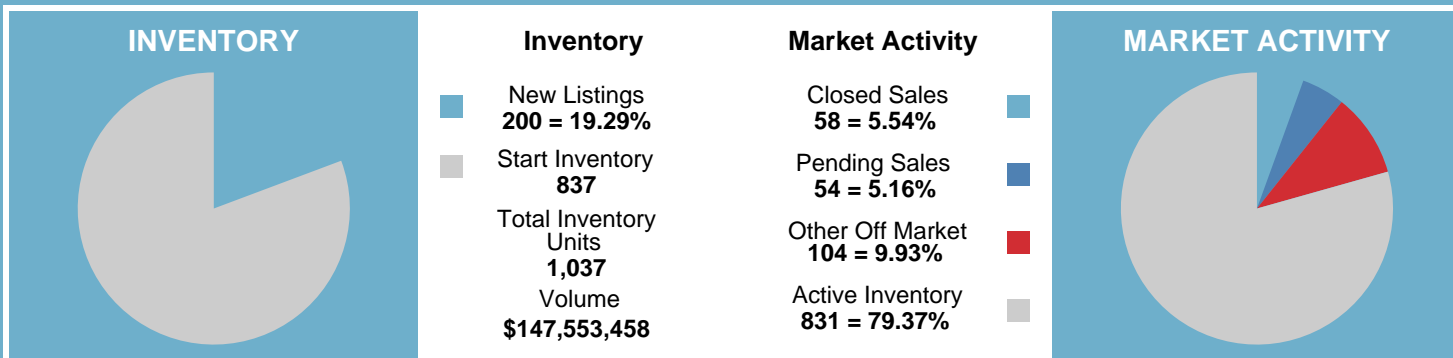 INVENTORY
Inventory
New Listings
200 = 19.29%
Start Inventory
837
Total Inventory
Units
1,037
Volume
$147,553,458
Market Activity
Closed Sales
58 = 5.54%
Pending Sales
54 = 5.16%
Other Off Market
104 = 9.93%
Active Inventory
831 = 79.37%
MARKET ACTIVITY